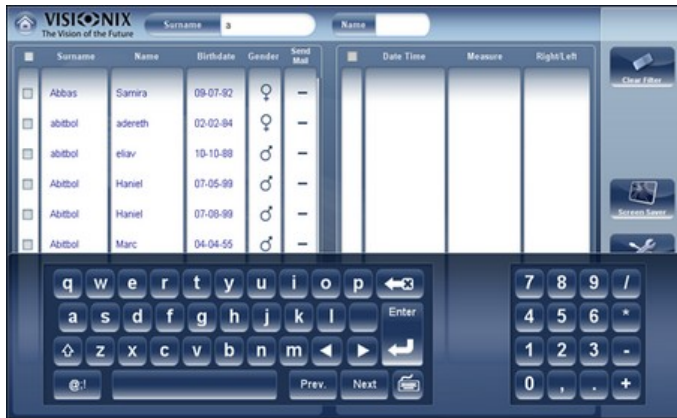 VISIONIX
The Vision of the Future
Surname a
Name
Surname Name Birthdate Gender Send Mail
Date Time Measure Right/Left
Clear Filter
Abbas Samira 09-07-92 ♀ –
abitbol adereth 02-02-84 ♀ –
abitbol eliav 10-10-88 ♂ –
Abitbol Haniel 07-05-99 ♂ –
Abitbol Haniel 07-08-99 ♂ –
Abitbol Marc 04-04-55 ♂ –
Screen Saver
q w e r t y u i o p
7 8 9 /
a s d f g h j k l Enter
4 5 6 *
z x c v b n m
1 2 3 -
@:! Prev. Next
0 , . +